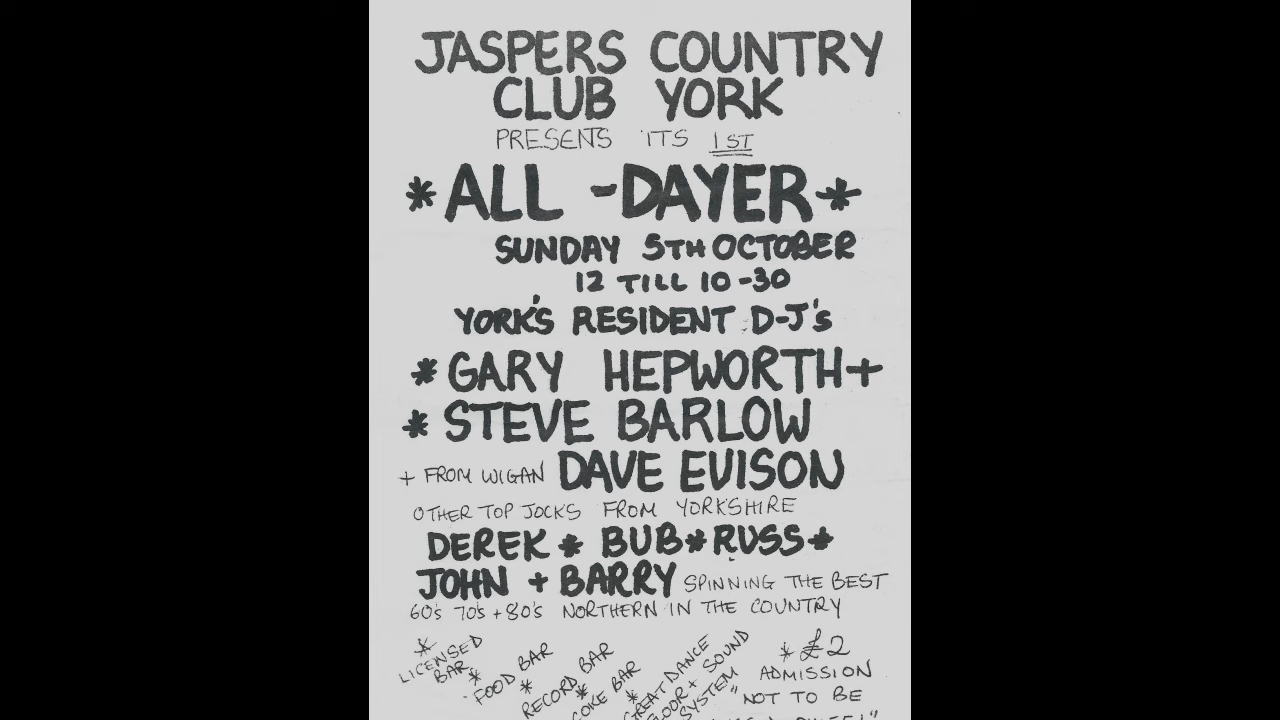 JASPERS COUNTRY
CLUB YORK
PRESENTS ITS 1ST
* ALL - DAYER *
SUNDAY 5TH OCTOBER
12 TILL 10-30
YORK'S RESIDENT D-J's
* GARY HEPWORTH +
* STEVE BARLOW
+ FROM WIGAN DAVE EVISON
OTHER TOP JOCKS FROM YORKSHIRE
DEREK * BUB * RUSS *
JOHN + BARRY SPINNING THE BEST
60's 70's + 80's NORTHERN IN THE COUNTRY
* LICENSED
BAR
* FOOD BAR
* RECORD BAR
* COKE BAR
* GREAT DANCE
FLOOR + SOUND
SYSTEM
* £2
ADMISSION
"NOT TO BE